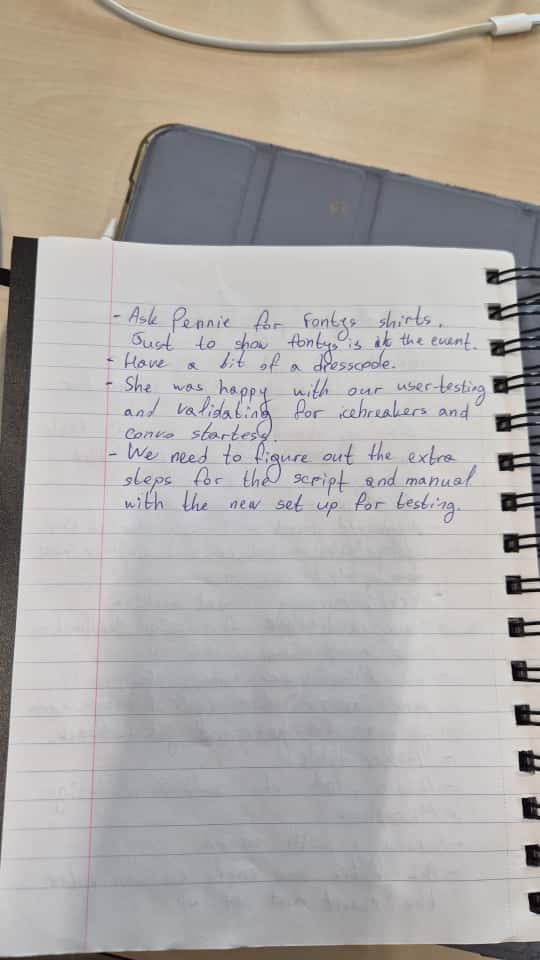 - Ask Pennie for Fontys shirts.
Just to show fontys is at the event.
- Have a bit of a dresscode.
- She was happy with our user-testing
and validating for icebreakers and
convo starters.
- We need to figure out the extra
steps for the script and manual
with the new set up for testing.